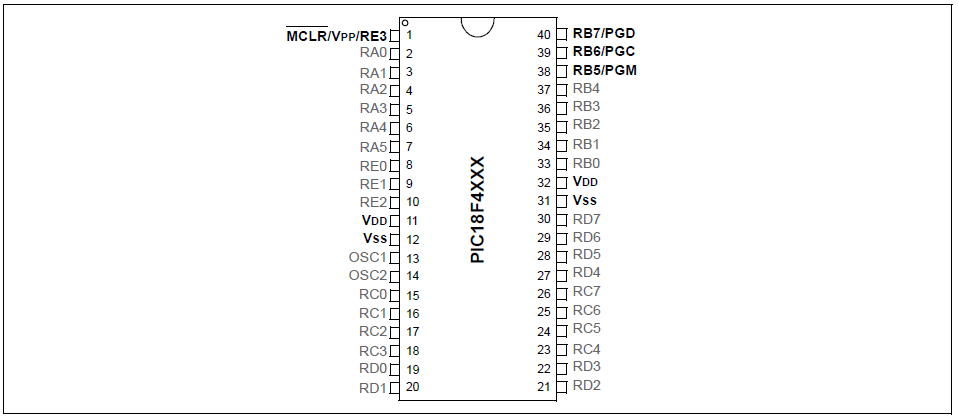 MCLR/VPP/RE3 1 40 RB7/PGD
RA0 2 39 RB6/PGC
RA1 3 38 RB5/PGM
RA2 4 37 RB4
RA3 5 36 RB3
RA4 6 35 RB2
RA5 7 34 RB1
RE0 8 33 RB0
RE1 9 32 VDD
RE2 10 31 VSS
VDD 11 30 RD7
VSS 12 29 RD6
OSC1 13 28 RD5
OSC2 14 27 RD4
RC0 15 26 RC7
RC1 16 25 RC6
RC2 17 24 RC5
RC3 18 23 RC4
RD0 19 22 RD3
RD1 20 21 RD2
PIC18F4XXX